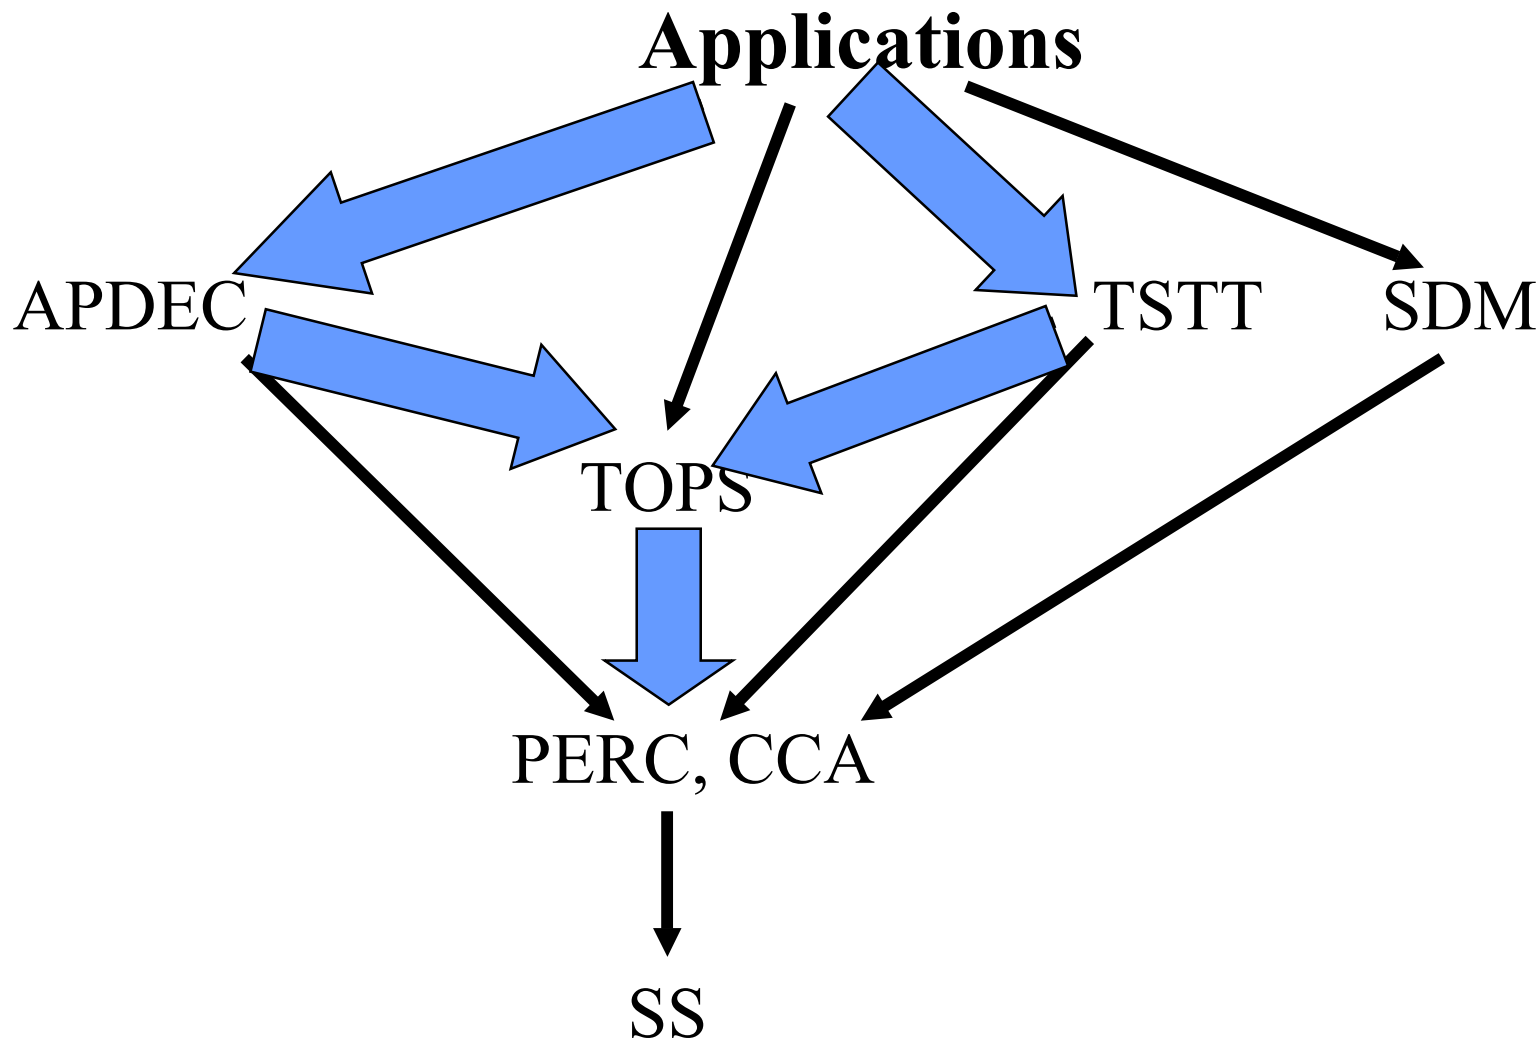 Applications
APDEC
TSTT
SDM
TOPS
PERC, CCA
SS